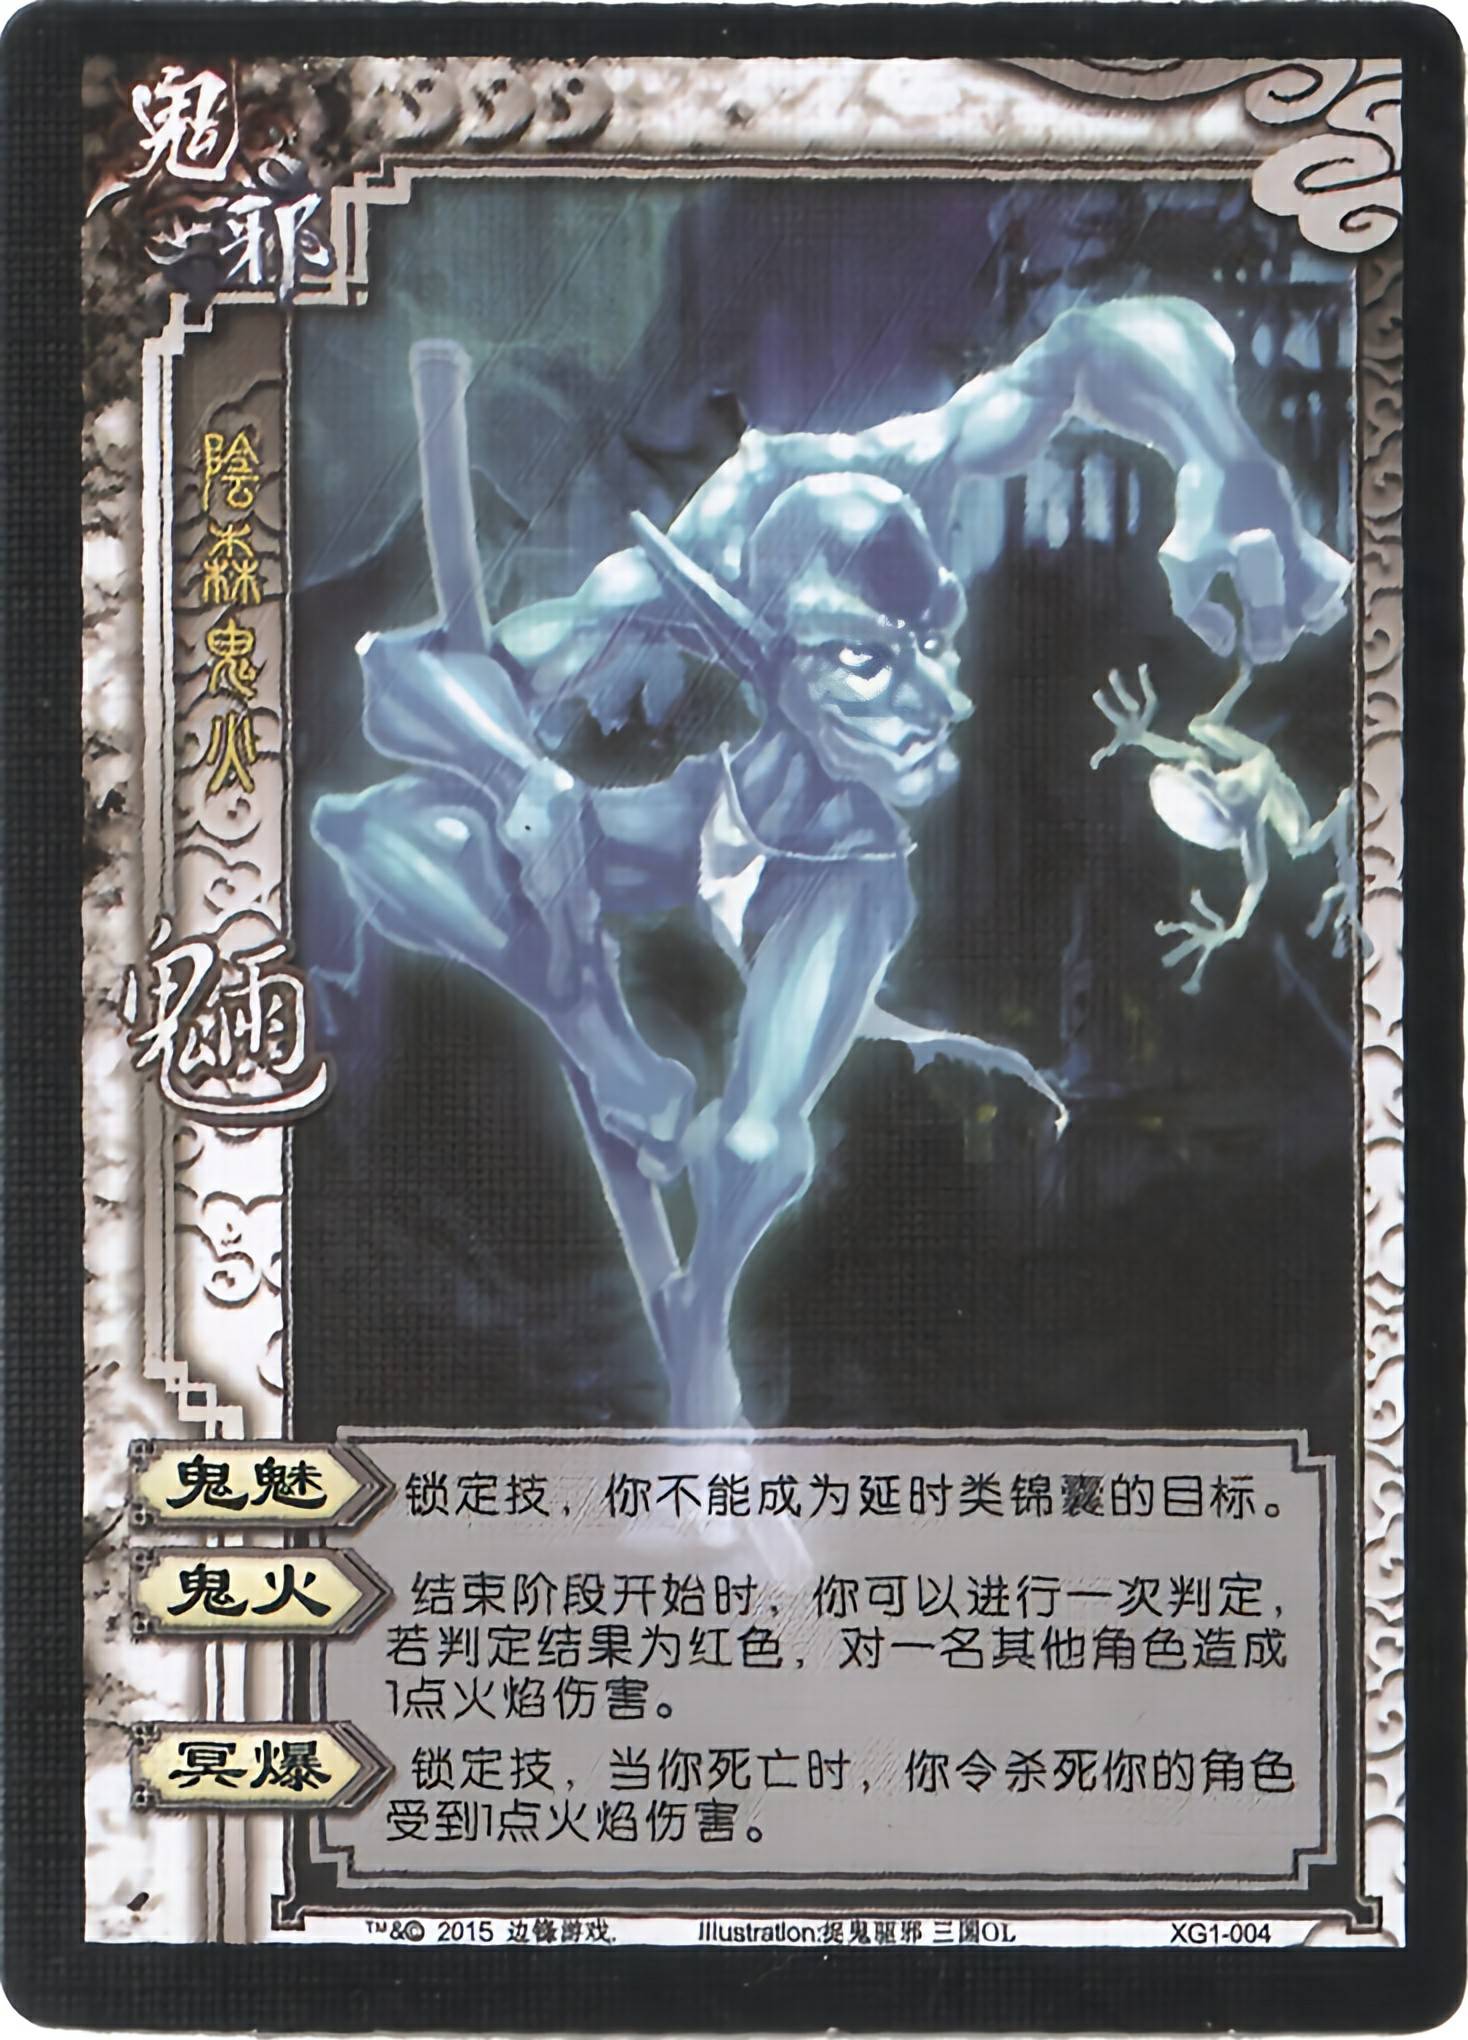 鬼
邪
陰森鬼火
魎
鬼魅 锁定技，你不能成为延时类锦囊的目标。
鬼火 结束阶段开始时，你可以进行一次判定，
若判定结果为红色，对一名其他角色造成
1点火焰伤害。
冥爆 锁定技，当你死亡时，你令杀死你的角色
受到1点火焰伤害。
™&© 2015 边锋游戏. Illustration:捉鬼驱邪 三国OL XG1-004